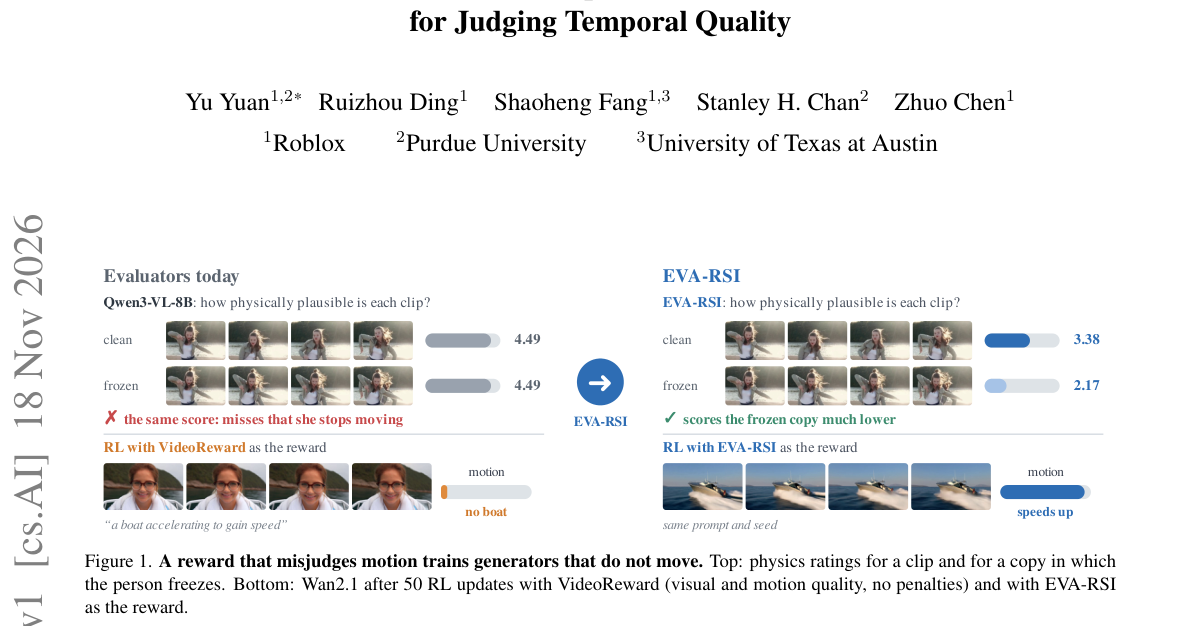 for Judging Temporal Quality
Yu Yuan1,2* Ruizhou Ding1 Shaoheng Fang1,3 Stanley H. Chan2 Zhuo Chen1
1Roblox 2Purdue University 3University of Texas at Austin
v1 [cs.AI] 18 Nov 2026
Evaluators today
Qwen3-VL-8B: how physically plausible is each clip?
clean 4.49
frozen 4.49
✗ the same score: misses that she stops moving
RL with VideoReward as the reward
motion
no boat
“a boat accelerating to gain speed”
EVA-RSI
EVA-RSI
EVA-RSI: how physically plausible is each clip?
clean 3.38
frozen 2.17
✓ scores the frozen copy much lower
RL with EVA-RSI as the reward
motion
speeds up
same prompt and seed
Figure 1. A reward that misjudges motion trains generators that do not move. Top: physics ratings for a clip and for a copy in which
the person freezes. Bottom: Wan2.1 after 50 RL updates with VideoReward (visual and motion quality, no penalties) and with EVA-RSI
as the reward.